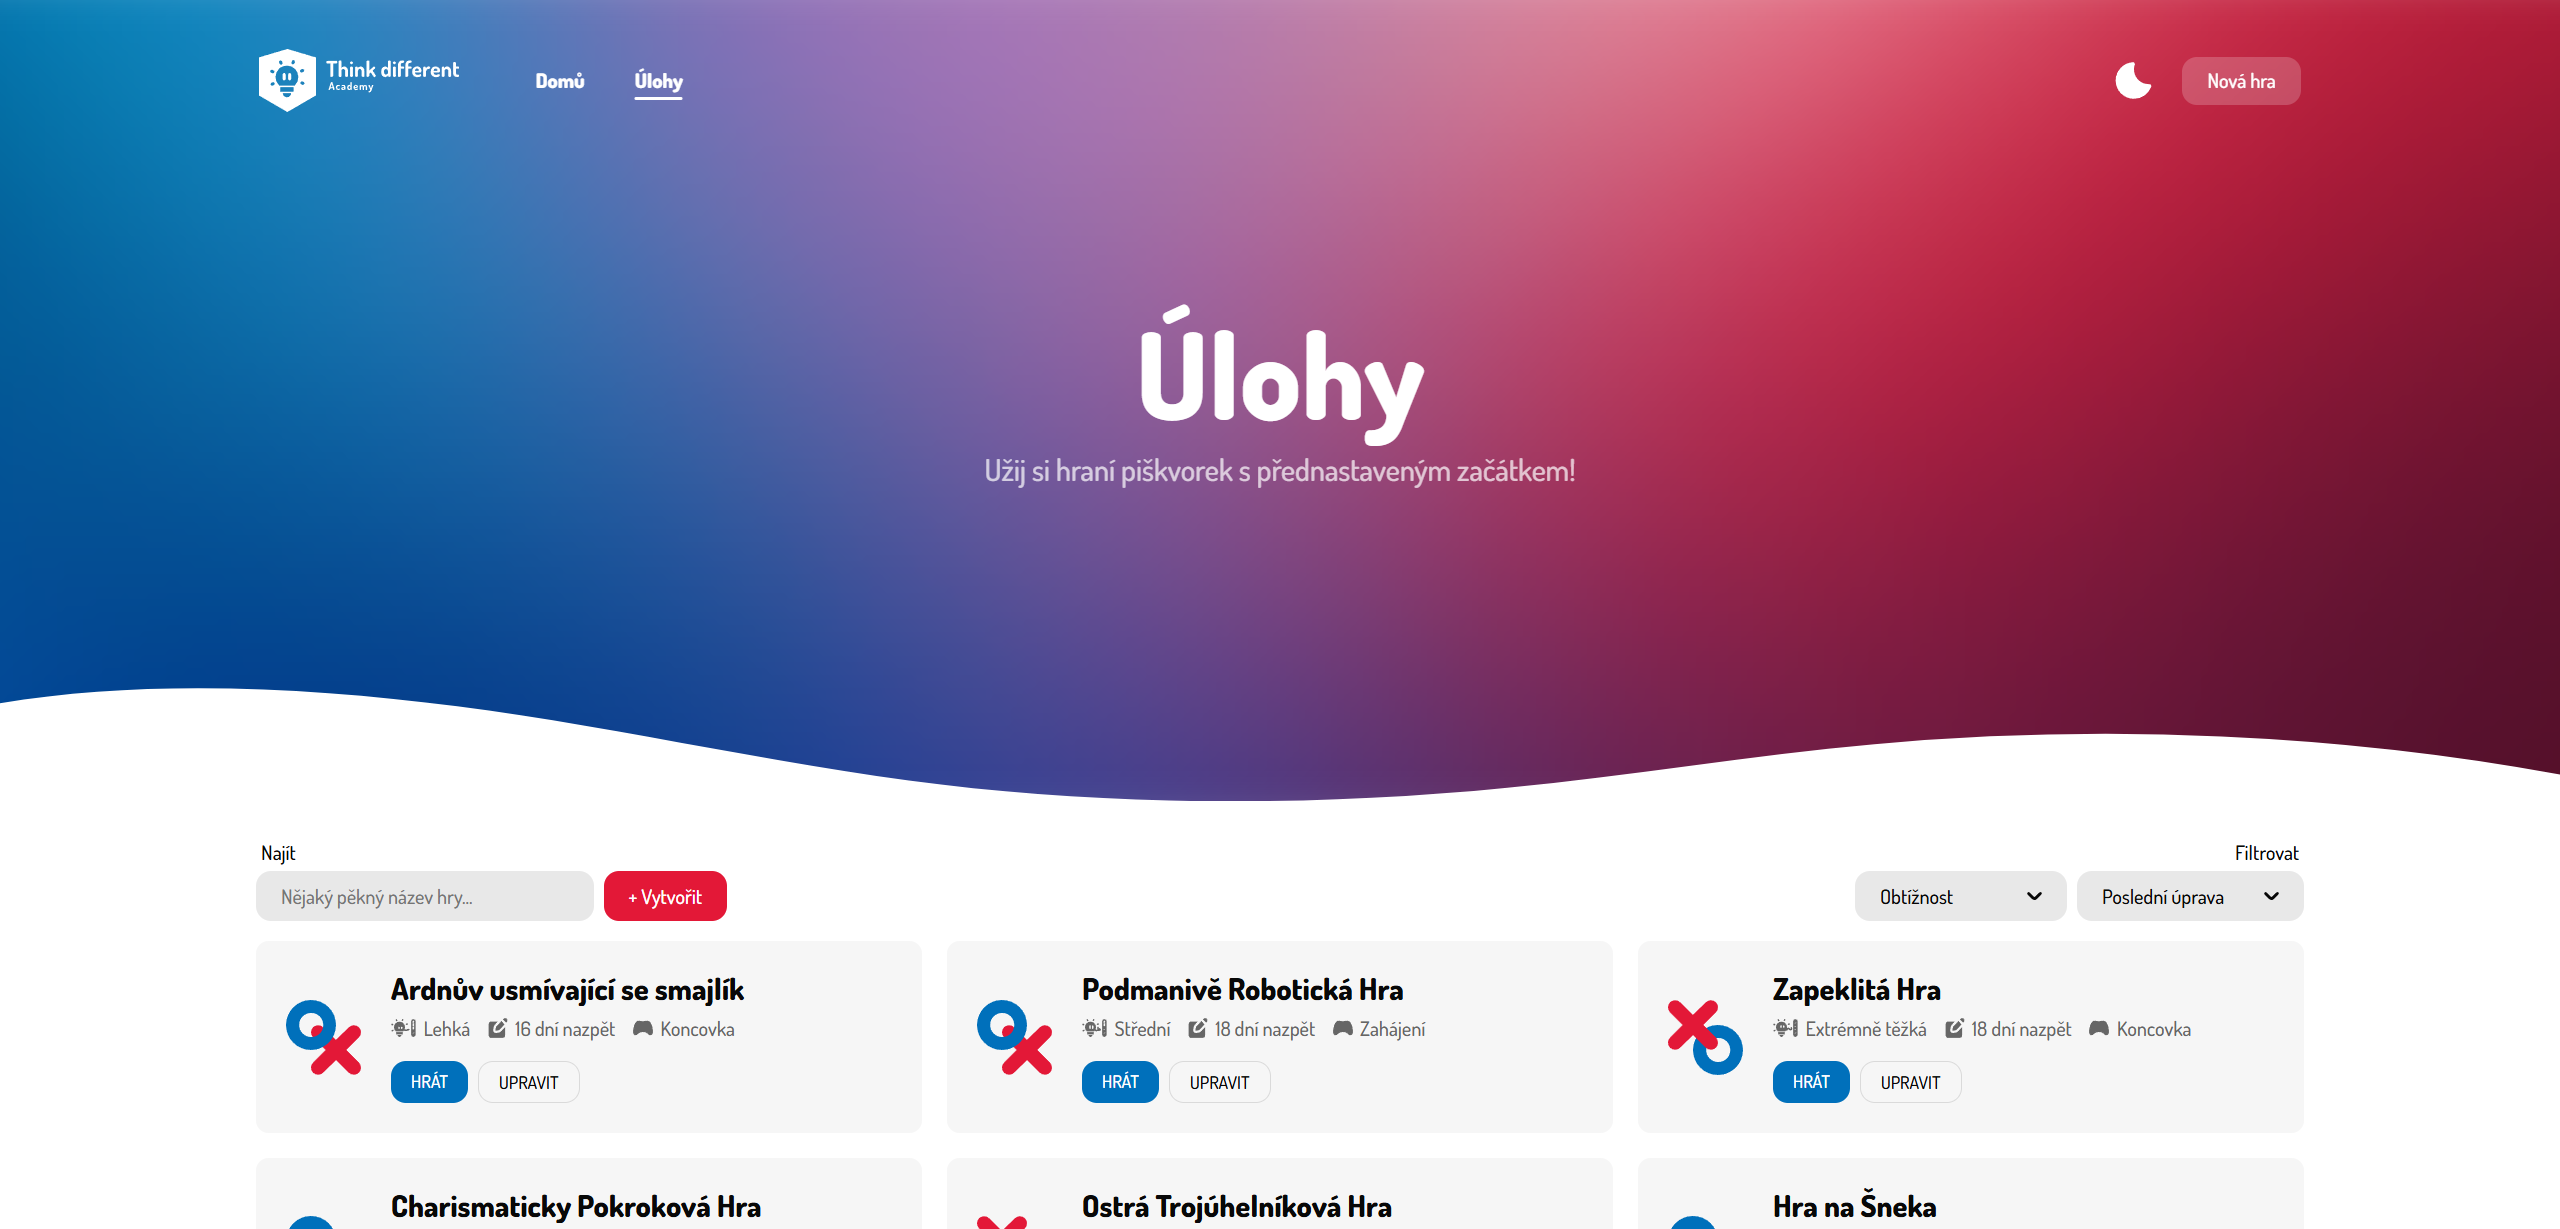 Think different
Academy
Domů
Úlohy
Nová hra
Úlohy
Užij si hraní piškvorek s přednastaveným začátkem!
Najít
Filtrovat
Nějaký pěkný název hry...
+ Vytvořit
Obtížnost
Poslední úprava
Ardnův usmívající se smajlík
Lehká 16 dní nazpět Koncovka
HRÁT UPRAVIT
Podmanivě Robotická Hra
Střední 18 dní nazpět Zahájení
HRÁT UPRAVIT
Zapeklitá Hra
Extrémně těžká 18 dní nazpět Koncovka
HRÁT UPRAVIT
Charismaticky Pokroková Hra
Ostrá Trojúhelníková Hra
Hra na Šneka